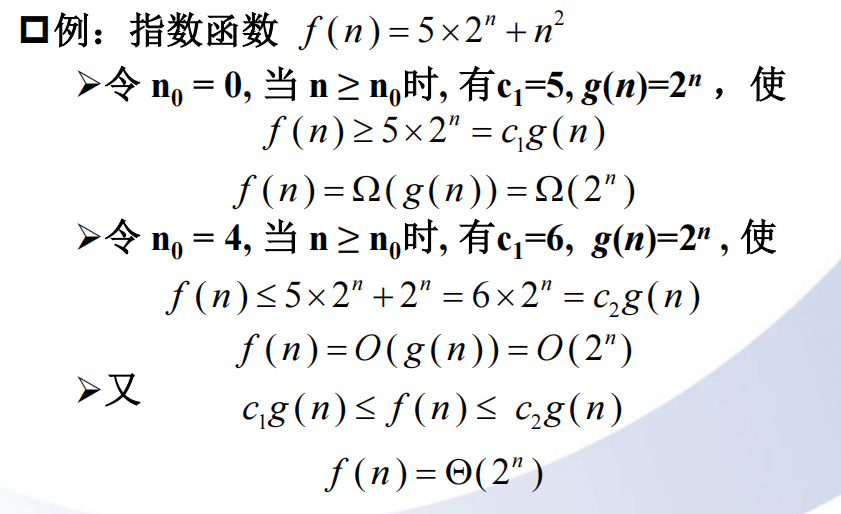 ❑例：指数函数 f(n)=5×2ⁿ+n²
➢令 n₀ = 0, 当 n ≥ n₀时, 有c₁=5, g(n)=2ⁿ ，使
f(n)≥5×2ⁿ=c₁g(n)
f(n)=Ω(g(n))=Ω(2ⁿ)
➢令 n₀ = 4, 当 n ≥ n₀时, 有c₁=6, g(n)=2ⁿ , 使
f(n)≤5×2ⁿ+2ⁿ=6×2ⁿ=c₂g(n)
f(n)=O(g(n))=O(2ⁿ)
➢又
c₁g(n)≤f(n)≤ c₂g(n)
f(n)=Θ(2ⁿ)